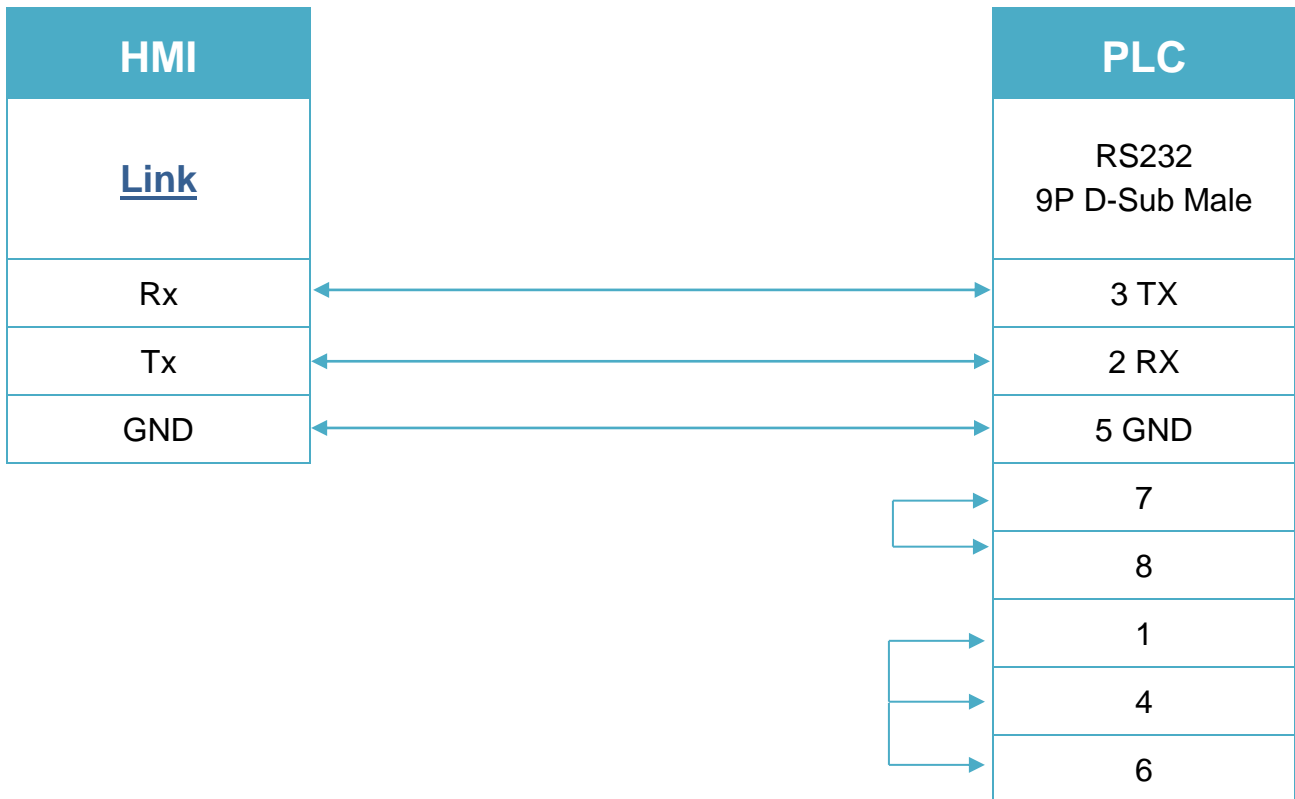 HMI
PLC
Link
RS232
9P D-Sub Male
Rx
3 TX
Tx
2 RX
GND
5 GND
7
8
1
4
6